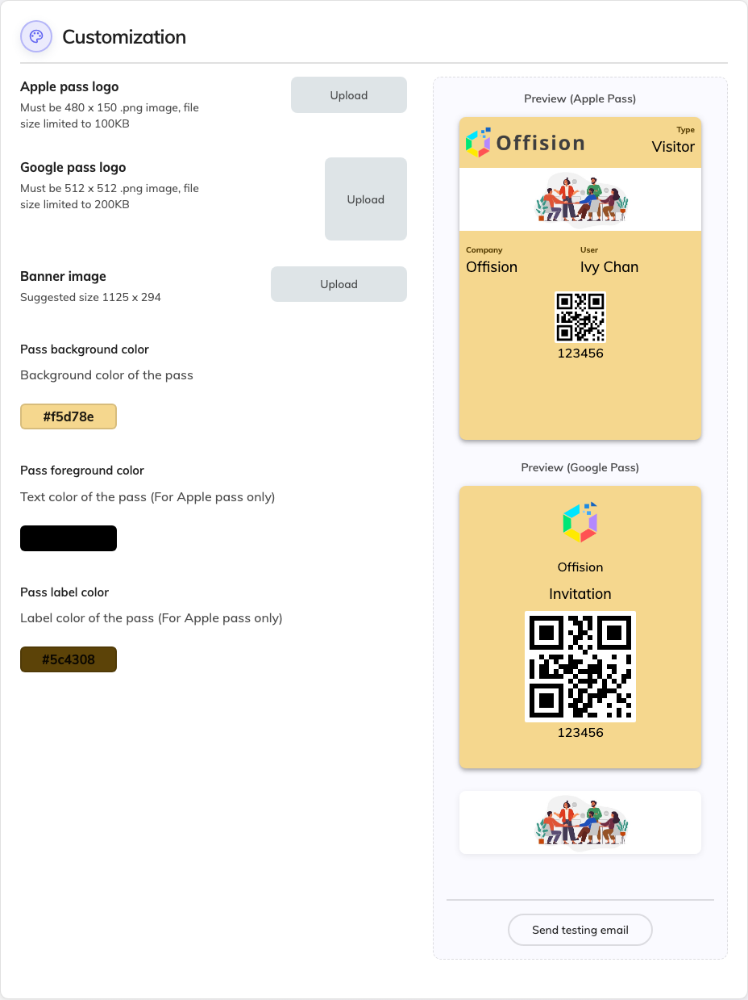 Customization
Apple pass logo
Must be 480 x 150 .png image, file
size limited to 100KB
Upload
Google pass logo
Must be 512 x 512 .png image, file
size limited to 200KB
Upload
Banner image
Suggested size 1125 x 294
Upload
Pass background color
Background color of the pass
#f5d78e
Pass foreground color
Text color of the pass (For Apple pass only)
Pass label color
Label color of the pass (For Apple pass only)
#5c4308
Preview (Apple Pass)
Offision
Type
Visitor
Company
User
Offision
Ivy Chan
123456
Preview (Google Pass)
Offision
Invitation
123456
Send testing email